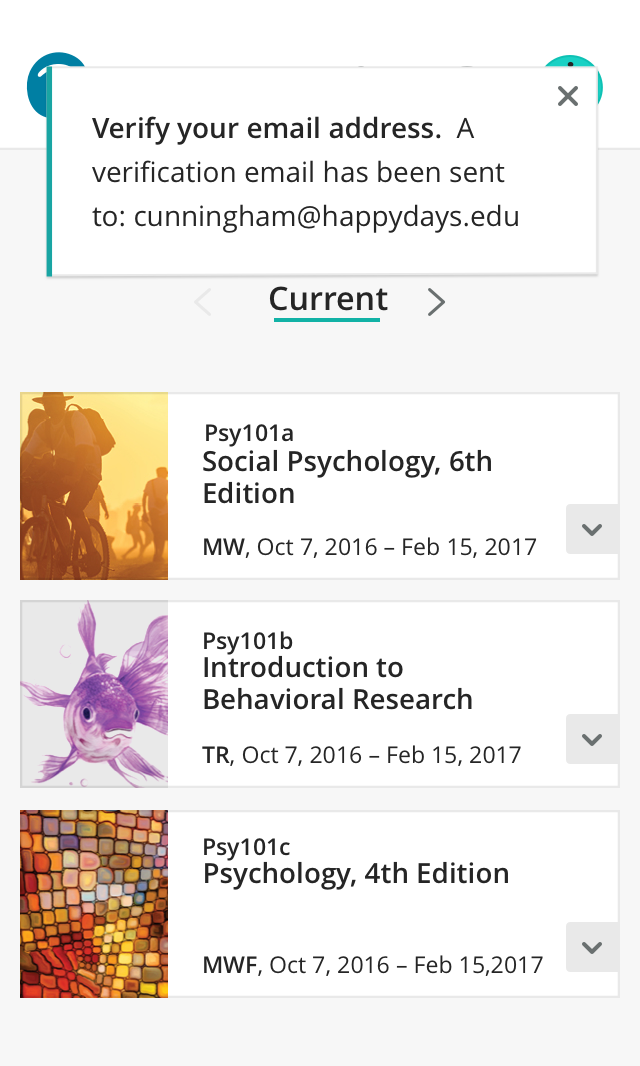 Verify your email address.  A
verification email has been sent
to: cunningham@happydays.edu
Current
Psy101a
Social Psychology, 6th
Edition
MW, Oct 7, 2016 – Feb 15, 2017
Psy101b
Introduction to
Behavioral Research
TR, Oct 7, 2016 – Feb 15, 2017
Psy101c
Psychology, 4th Edition
MWF, Oct 7, 2016 – Feb 15,2017